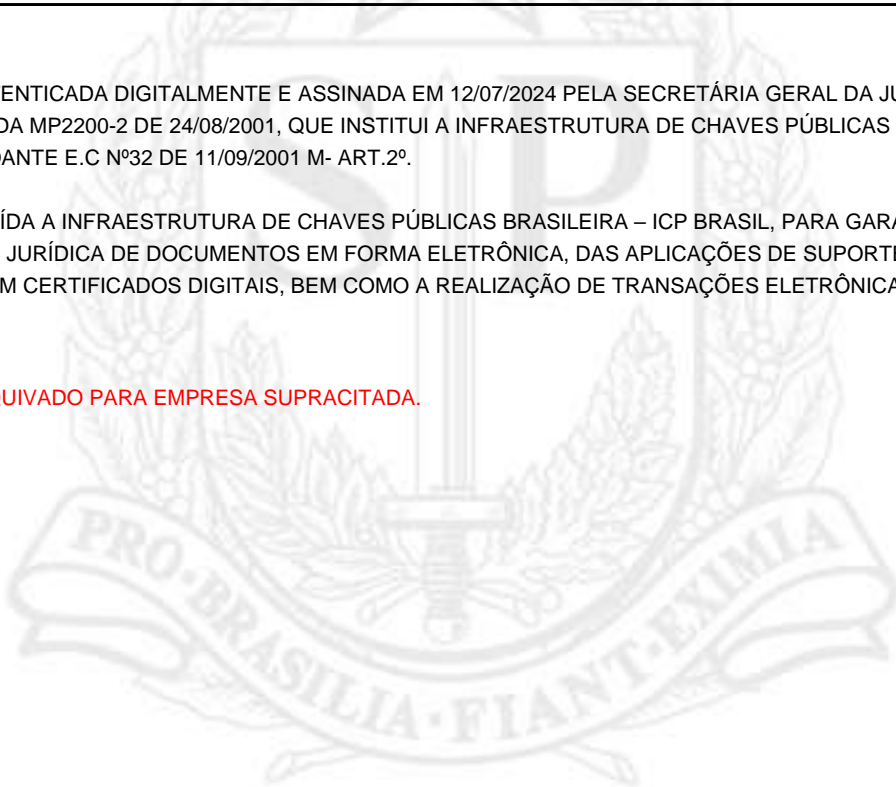 ENTICADA DIGITALMENTE E ASSINADA EM 12/07/2024 PELA SECRETÁRIA GERAL DA JU
DA MP2200-2 DE 24/08/2001, QUE INSTITUI A INFRAESTRUTURA DE CHAVES PÚBLICAS
DANTE E.C Nº32 DE 11/09/2001 M- ART.2º.
ÍDA A INFRAESTRUTURA DE CHAVES PÚBLICAS BRASILEIRA – ICP BRASIL, PARA GARA
JURÍDICA DE DOCUMENTOS EM FORMA ELETRÔNICA, DAS APLICAÇÕES DE SUPORTE
M CERTIFICADOS DIGITAIS, BEM COMO A REALIZAÇÃO DE TRANSAÇÕES ELETRÔNICA
UIVADO PARA EMPRESA SUPRACITADA.
SP
PRO·BRASILIA·FIANT·EXIMIA